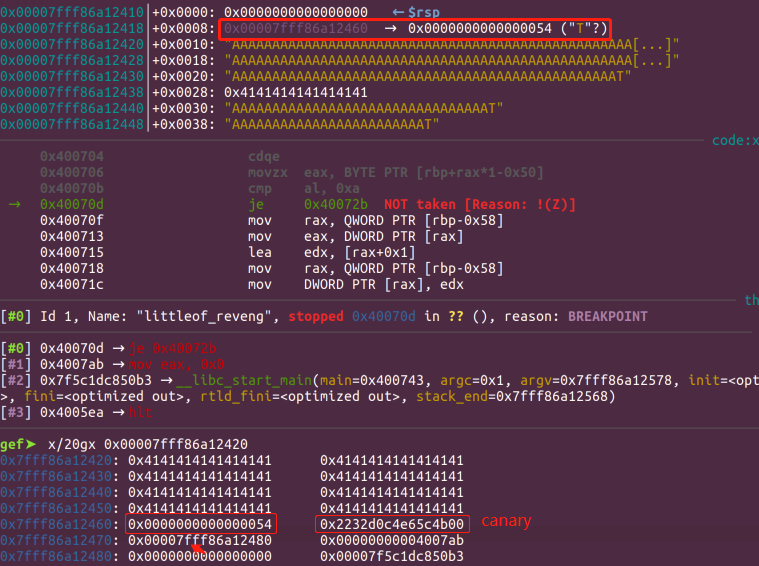 0x00007fff86a12410│+0x0000: 0x0000000000000000   ←$rsp
0x00007fff86a12418│+0x0008: 0x00007fff86a12460  →  0x0000000000000054 ("T"?)
0x00007fff86a12420│+0x0010: "AAAAAAAAAAAAAAAAAAAAAAAAAAAAAAAAAAAAAAAAAAAAAAAAA[...]"
0x00007fff86a12428│+0x0018: "AAAAAAAAAAAAAAAAAAAAAAAAAAAAAAAAAAAAAAAAAAAAAAAAA[...]"
0x00007fff86a12430│+0x0020: "AAAAAAAAAAAAAAAAAAAAAAAAAAAAAAAAAAAAAAAAAAAAAAAAT"
0x00007fff86a12438│+0x0028: 0x4141414141414141
0x00007fff86a12440│+0x0030: "AAAAAAAAAAAAAAAAAAAAAAAAAAAAAAAAT"
0x00007fff86a12448│+0x0038: "AAAAAAAAAAAAAAAAAAAAAAAAT"
code:x
0x400704 cdqe
0x400706 movzx eax, BYTE PTR [rbp+rax*1-0x50]
0x40070b cmp al, 0xa
→ 0x40070d je 0x40072b NOT taken [Reason: !(Z)]
0x40070f mov rax, QWORD PTR [rbp-0x58]
0x400713 mov eax, DWORD PTR [rax]
0x400715 lea edx, [rax+0x1]
0x400718 mov rax, QWORD PTR [rbp-0x58]
0x40071c mov DWORD PTR [rax], edx
th
[#0] Id 1, Name: "littleof_reveng", stopped 0x40070d in ?? (), reason: BREAKPOINT
[#0] 0x40070d →je 0x40072b
[#1] 0x4007ab →mov eax, 0x0
[#2] 0x7f5c1dc850b3 →__libc_start_main(main=0x400743, argc=0x1, argv=0x7fff86a12578, init=<opt
>, fini=<optimized out>, rtld_fini=<optimized out>, stack_end=0x7fff86a12568)
[#3] 0x4005ea →hlt
gef➤  x/20gx 0x00007fff86a12420
0x7fff86a12420: 0x4141414141414141 0x4141414141414141
0x7fff86a12430: 0x4141414141414141 0x4141414141414141
0x7fff86a12440: 0x4141414141414141 0x4141414141414141
0x7fff86a12450: 0x4141414141414141 0x4141414141414141
0x7fff86a12460: 0x0000000000000054 0x2232d0c4e65c4b00 canary
0x7fff86a12470: 0x00007fff86a12480 0x00000000004007ab
0x7fff86a12480: 0x0000000000000000 0x00007f5c1dc850b3